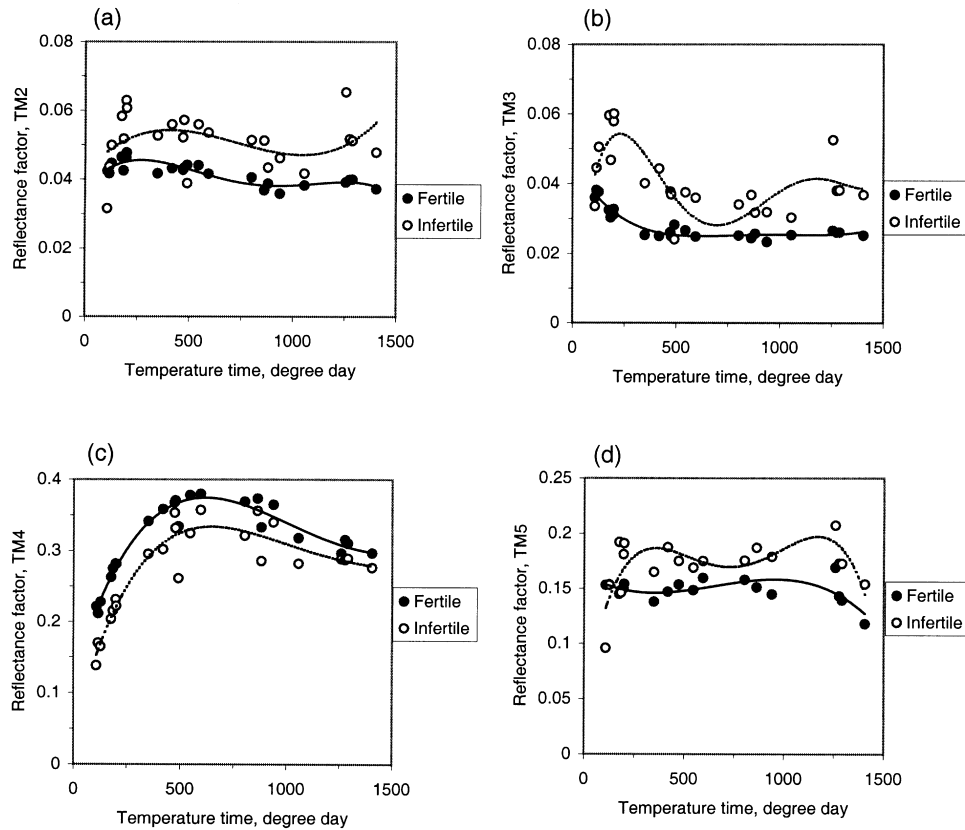 (a)
0.08
0.06
0.04
0.02
0
0 500 1000 1500
Reflectance factor, TM2
Temperature time, degree day
Fertile
Infertile
(b)
0.08
0.06
0.04
0.02
0
0 500 1000 1500
Reflectance factor, TM3
Temperature time, degree day
Fertile
Infertile
(c)
0.4
0.3
0.2
0.1
0
0 500 1000 1500
Reflectance factor, TM4
Temperature time, degree day
Fertile
Infertile
(d)
0.25
0.2
0.15
0.1
0.05
0
0 500 1000 1500
Reflectance factor, TM5
Temperature time, degree day
Fertile
Infertile